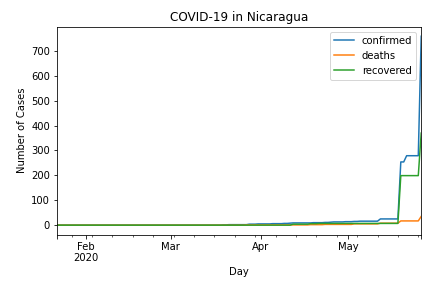 COVID-19 in Nicaragua
confirmed
deaths
recovered
Number of Cases
700
600
500
400
300
200
100
0
Feb
2020
Mar
Apr
May
Day